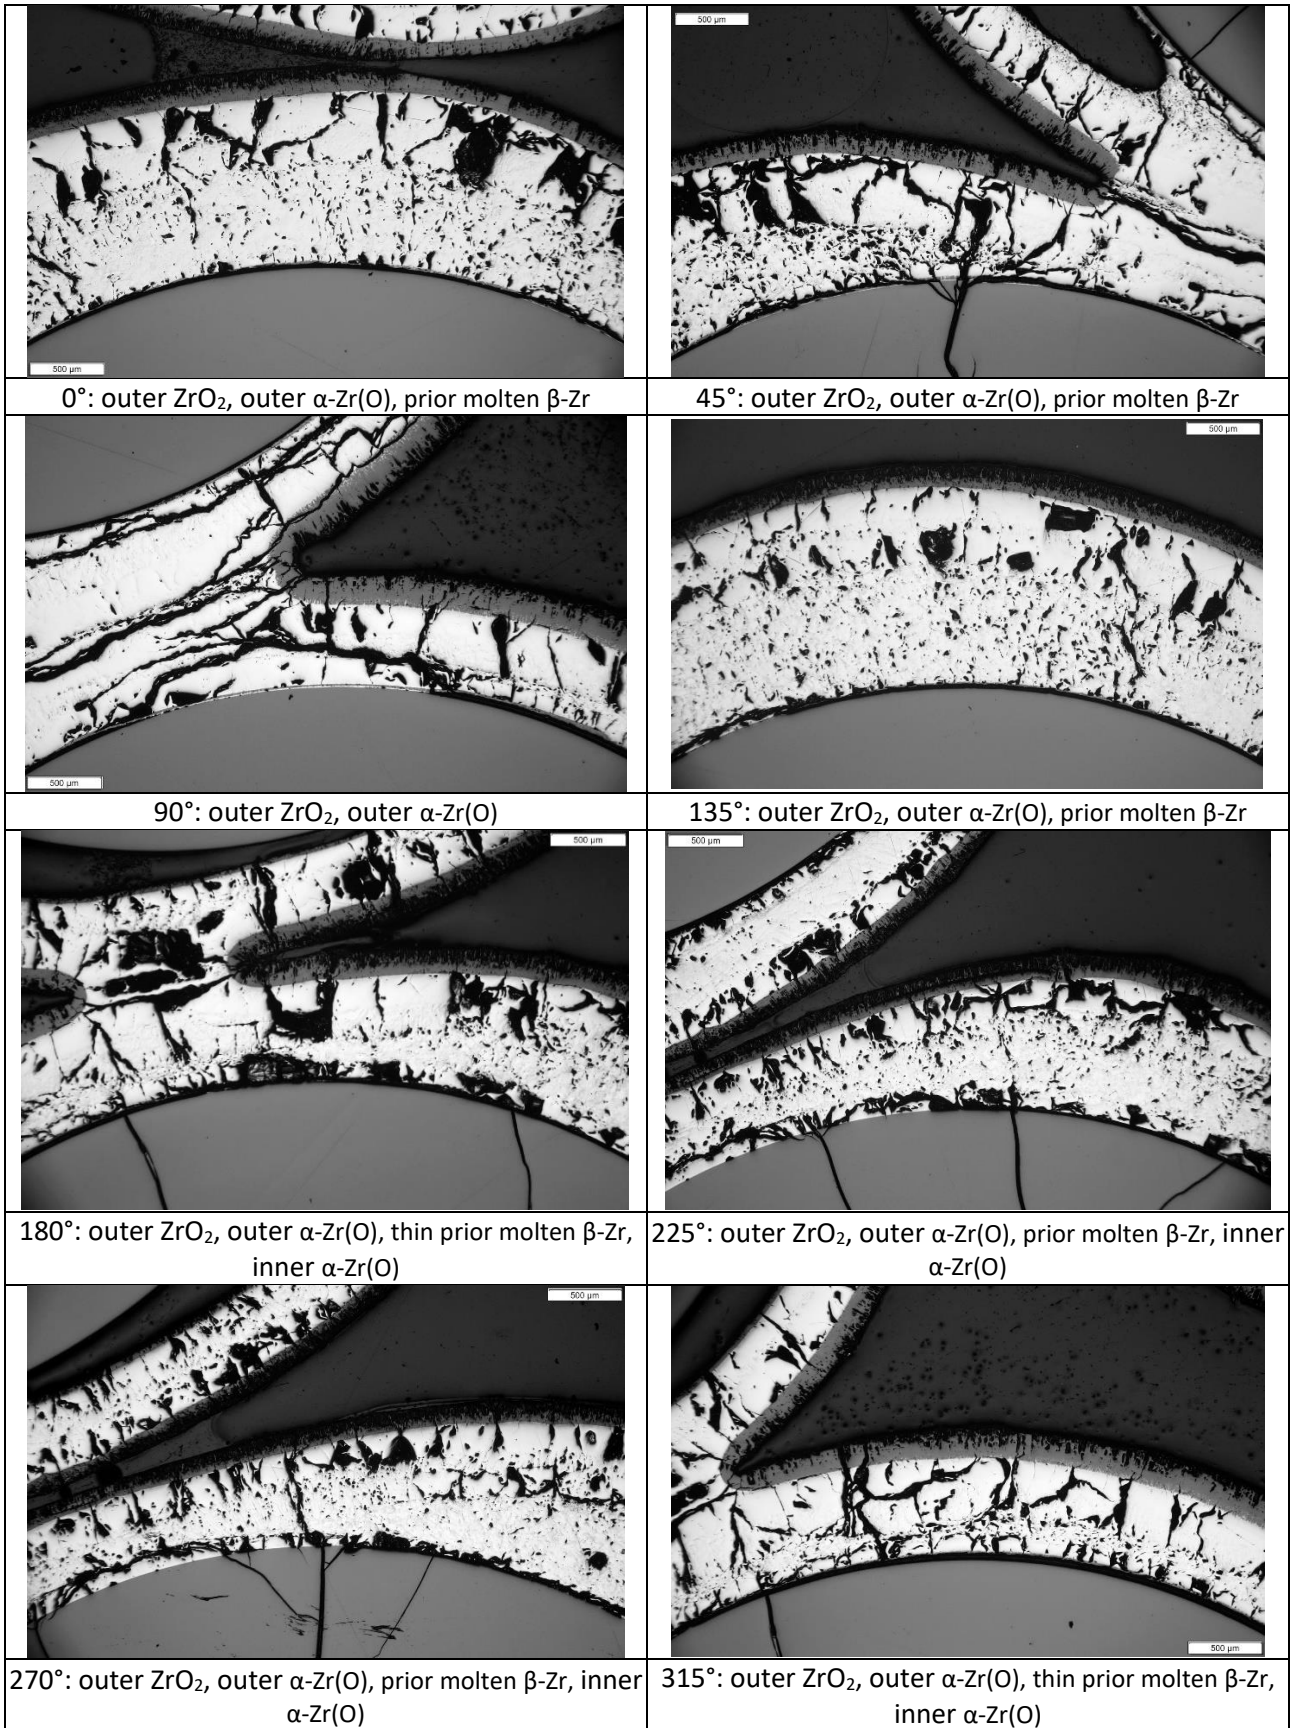 500 µm
500 µm
0°: outer ZrO₂, outer α-Zr(O), prior molten β-Zr
45°: outer ZrO₂, outer α-Zr(O), prior molten β-Zr
500 µm
500 µm
90°: outer ZrO₂, outer α-Zr(O)
135°: outer ZrO₂, outer α-Zr(O), prior molten β-Zr
500 µm
500 µm
180°: outer ZrO₂, outer α-Zr(O), thin prior molten β-Zr,
inner α-Zr(O)
225°: outer ZrO₂, outer α-Zr(O), prior molten β-Zr, inner
α-Zr(O)
500 µm
500 µm
270°: outer ZrO₂, outer α-Zr(O), prior molten β-Zr, inner
α-Zr(O)
315°: outer ZrO₂, outer α-Zr(O), thin prior molten β-Zr,
inner α-Zr(O)